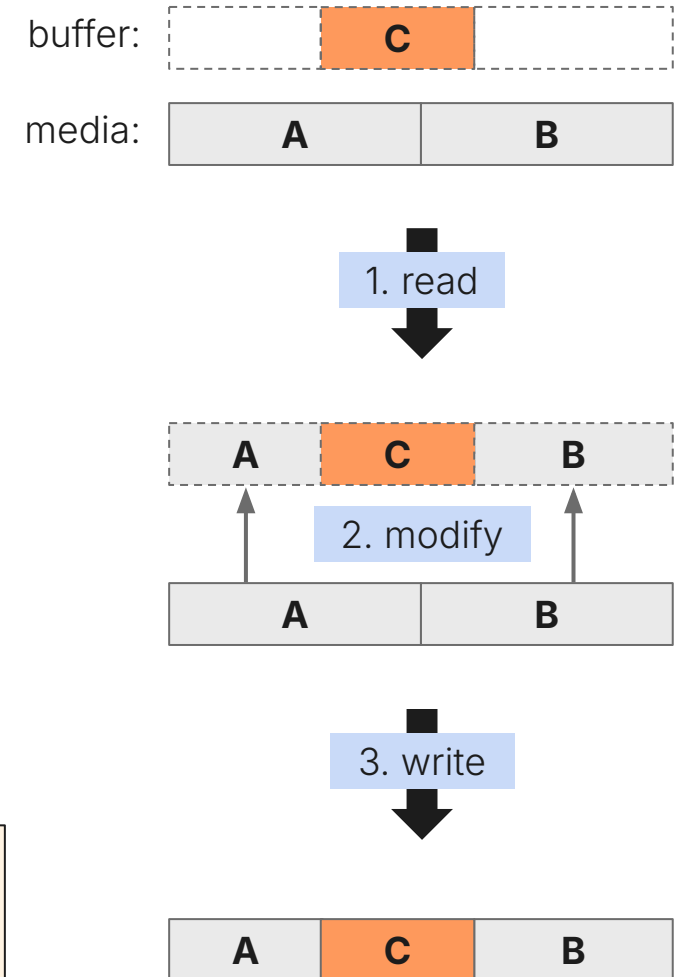 buffer: C
media: A B
1. read
A C B
2. modify
A B
3. write
A C B